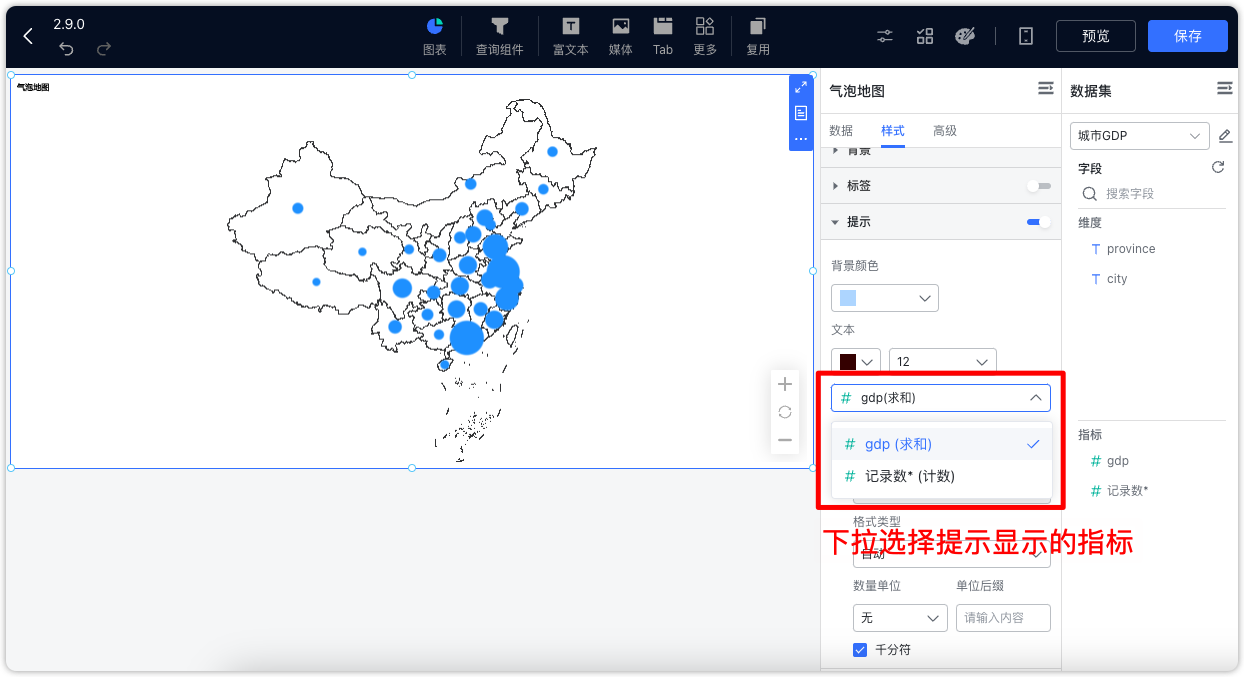 2.9.0
图表
查询组件
富文本
媒体
Tab
更多
复用
预览
保存
气泡地图
气泡地图
数据
样式
高级
背景
标签
提示
背景颜色
文本
12
gdp(求和)
gdp (求和)
记录数* (计数)
格式类型
下拉选择提示显示的指标
自动
数量单位
单位后缀
无
请输入内容
千分符
数据集
城市GDP
字段
搜索字段
维度
province
city
指标
gdp
记录数*